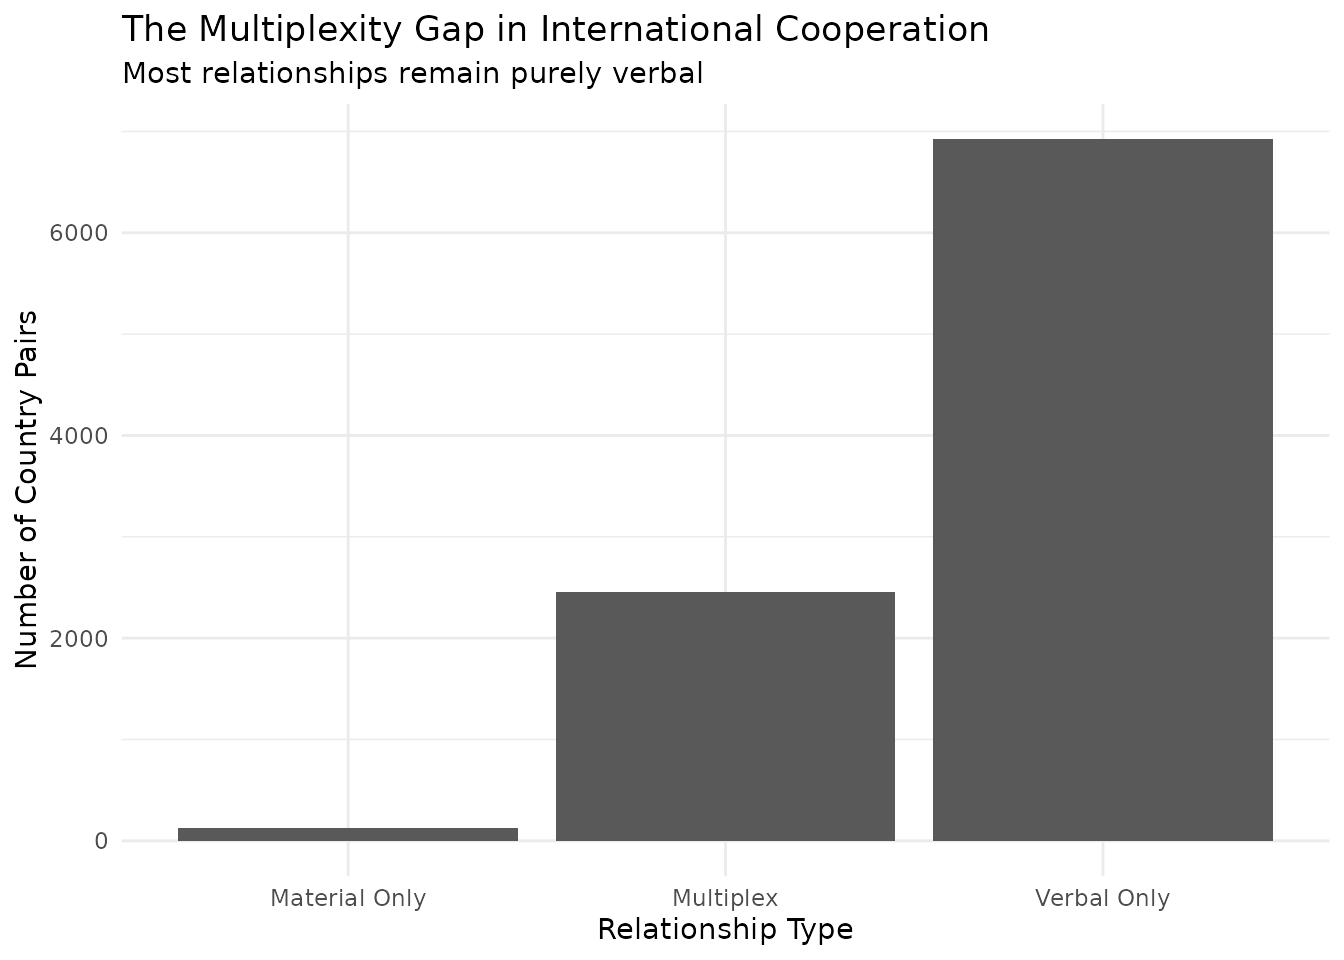 The Multiplexity Gap in International Cooperation
Most relationships remain purely verbal
Number of Country Pairs
6000
4000
2000
0
Material Only
Multiplex
Verbal Only
Relationship Type